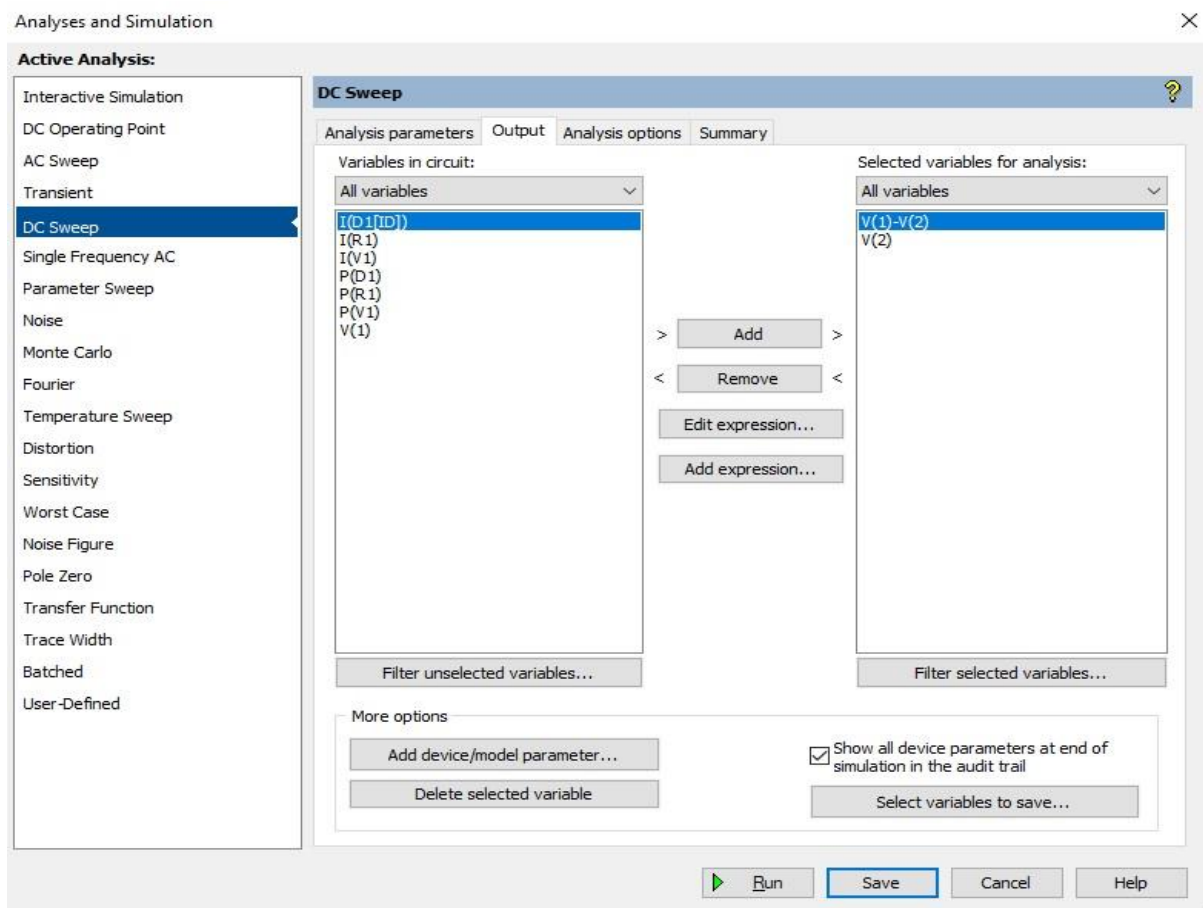 Analyses and Simulation
Active Analysis:
Interactive Simulation
DC Operating Point
AC Sweep
Transient
DC Sweep
Single Frequency AC
Parameter Sweep
Noise
Monte Carlo
Fourier
Temperature Sweep
Distortion
Sensitivity
Worst Case
Noise Figure
Pole Zero
Transfer Function
Trace Width
Batched
User-Defined
DC Sweep
Analysis parameters Output Analysis options Summary
Variables in circuit:
All variables
I(D1[ID])
I(R1)
I(V1)
P(D1)
P(R1)
P(V1)
V(1)
> Add >
< Remove <
Edit expression...
Add expression...
Selected variables for analysis:
All variables
V(1)-V(2)
V(2)
Filter unselected variables...
Filter selected variables...
More options
Add device/model parameter...
Delete selected variable
Show all device parameters at end of
simulation in the audit trail
Select variables to save...
Run Save Cancel Help